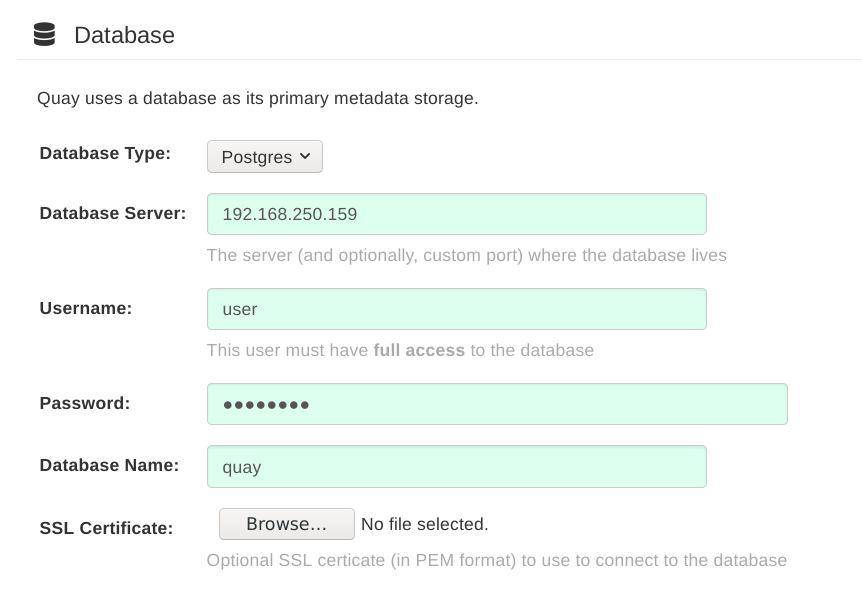 Database
Quay uses a database as its primary metadata storage.
Database Type: Postgres
Database Server: 192.168.250.159
The server (and optionally, custom port) where the database lives
Username: user
This user must have full access to the database
Password: ●●●●●●●●
Database Name: quay
SSL Certificate: Browse... No file selected.
Optional SSL certicate (in PEM format) to use to connect to the database